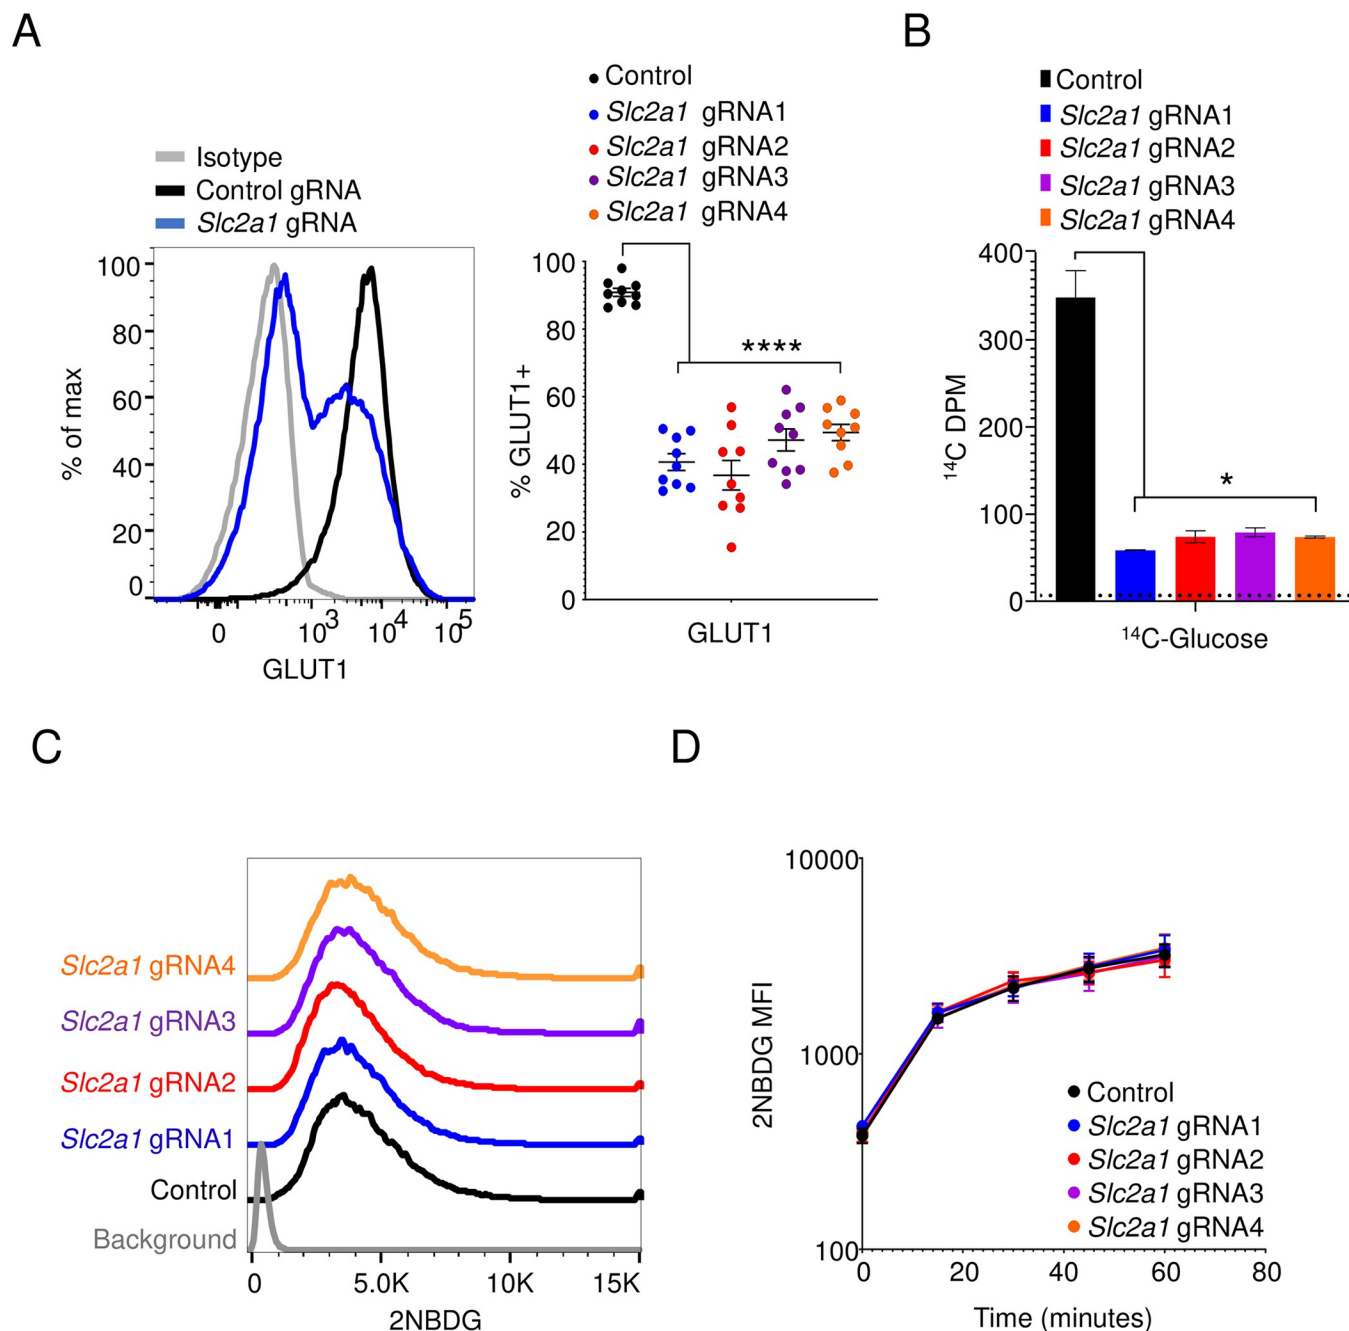 A
Isotype
Control gRNA
Slc2a1 gRNA
100
80
60
40
20
0
% of max
0 10³ 10⁴ 10⁵
GLUT1
Control
Slc2a1 gRNA1
Slc2a1 gRNA2
Slc2a1 gRNA3
Slc2a1 gRNA4
100
80
60
40
20
0
% GLUT1+
****
GLUT1
B
Control
Slc2a1 gRNA1
Slc2a1 gRNA2
Slc2a1 gRNA3
Slc2a1 gRNA4
400
300
200
100
0
¹⁴C DPM
*
¹⁴C-Glucose
C
Slc2a1 gRNA4
Slc2a1 gRNA3
Slc2a1 gRNA2
Slc2a1 gRNA1
Control
Background
0 5.0K 10K 15K
2NBDG
D
10000
1000
100
2NBDG MFI
Control
Slc2a1 gRNA1
Slc2a1 gRNA2
Slc2a1 gRNA3
Slc2a1 gRNA4
0 20 40 60 80
Time (minutes)